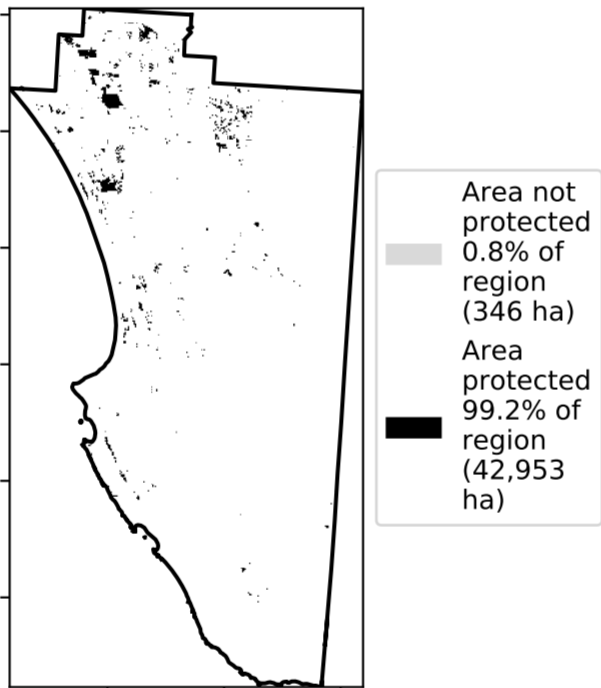 Area not
protected
0.8% of
region
(346 ha)
Area
protected
99.2% of
region
(42,953
ha)